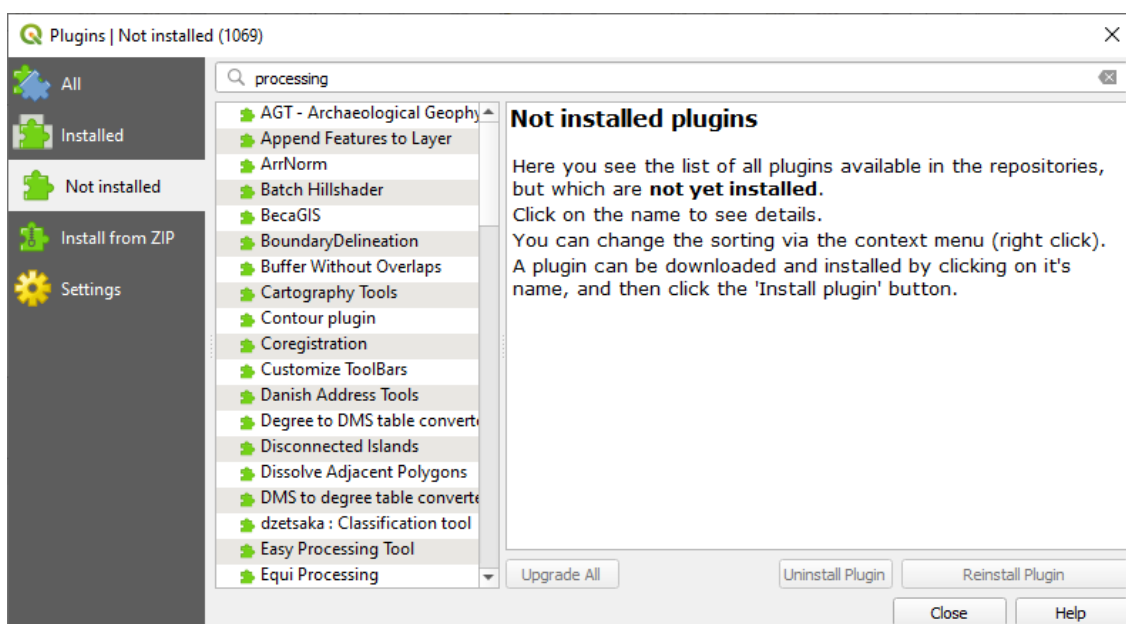 Plugins | Not installed (1069)
All
Installed
Not installed
Install from ZIP
Settings
processing
AGT - Archaeological Geophy
Append Features to Layer
ArrNorm
Batch Hillshader
BecaGIS
BoundaryDelineation
Buffer Without Overlaps
Cartography Tools
Contour plugin
Coregistration
Customize ToolBars
Danish Address Tools
Degree to DMS table converte
Disconnected Islands
Dissolve Adjacent Polygons
DMS to degree table converte
dzetsaka : Classification tool
Easy Processing Tool
Equi Processing
Not installed plugins
Here you see the list of all plugins available in the repositories,
but which are not yet installed.
Click on the name to see details.
You can change the sorting via the context menu (right click).
A plugin can be downloaded and installed by clicking on it's
name, and then click the 'Install plugin' button.
Upgrade All
Uninstall Plugin
Reinstall Plugin
Close
Help